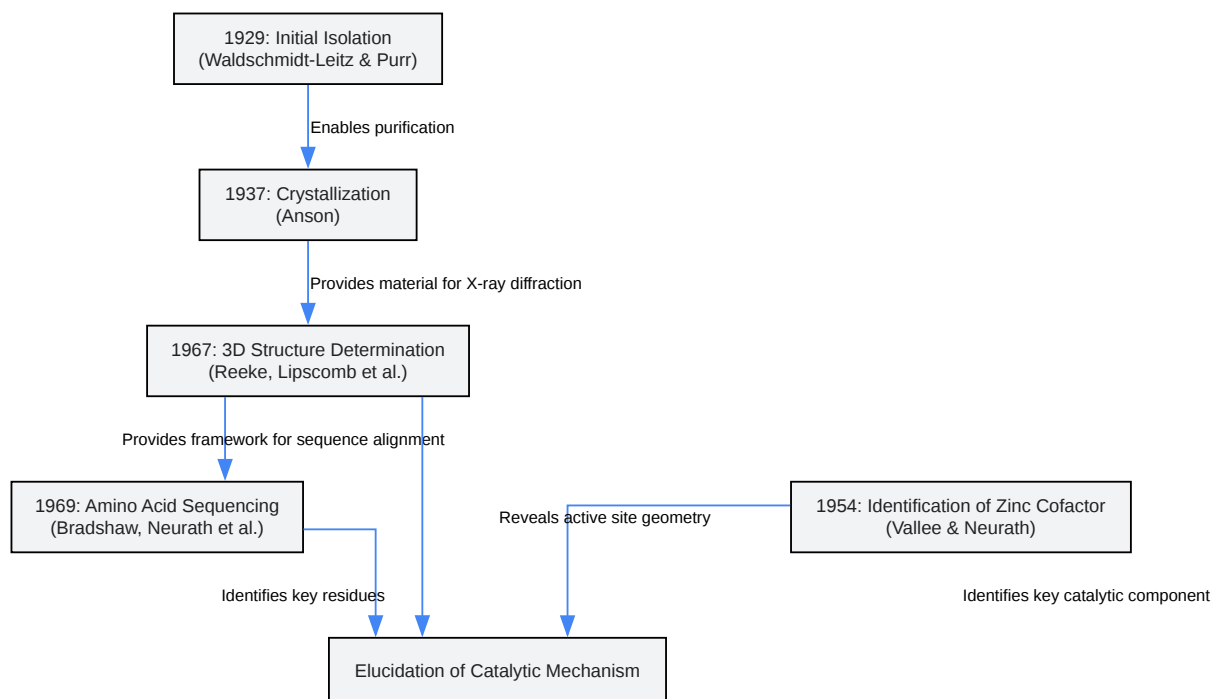 1929: Initial Isolation
(Waldschmidt-Leitz & Purr)
Enables purification
1937: Crystallization
(Anson)
Provides material for X-ray diffraction
1967: 3D Structure Determination
(Reeke, Lipscomb et al.)
Provides framework for sequence alignment
1969: Amino Acid Sequencing
(Bradshaw, Neurath et al.)
Reveals active site geometry
1954: Identification of Zinc Cofactor
(Vallee & Neurath)
Identifies key residues
Identifies key catalytic component
Elucidation of Catalytic Mechanism